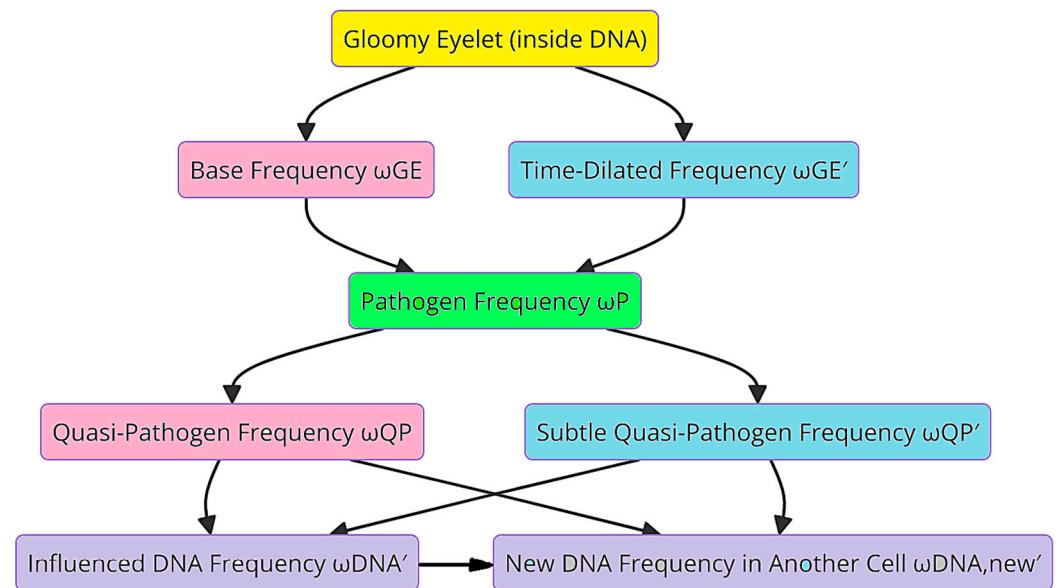 Gloomy Eyelet (inside DNA)
Base Frequency ωGE
Time-Dilated Frequency ωGE′
Pathogen Frequency ωP
Quasi-Pathogen Frequency ωQP
Subtle Quasi-Pathogen Frequency ωQP′
Influenced DNA Frequency ωDNA′
New DNA Frequency in Another Cell ωDNA,new′